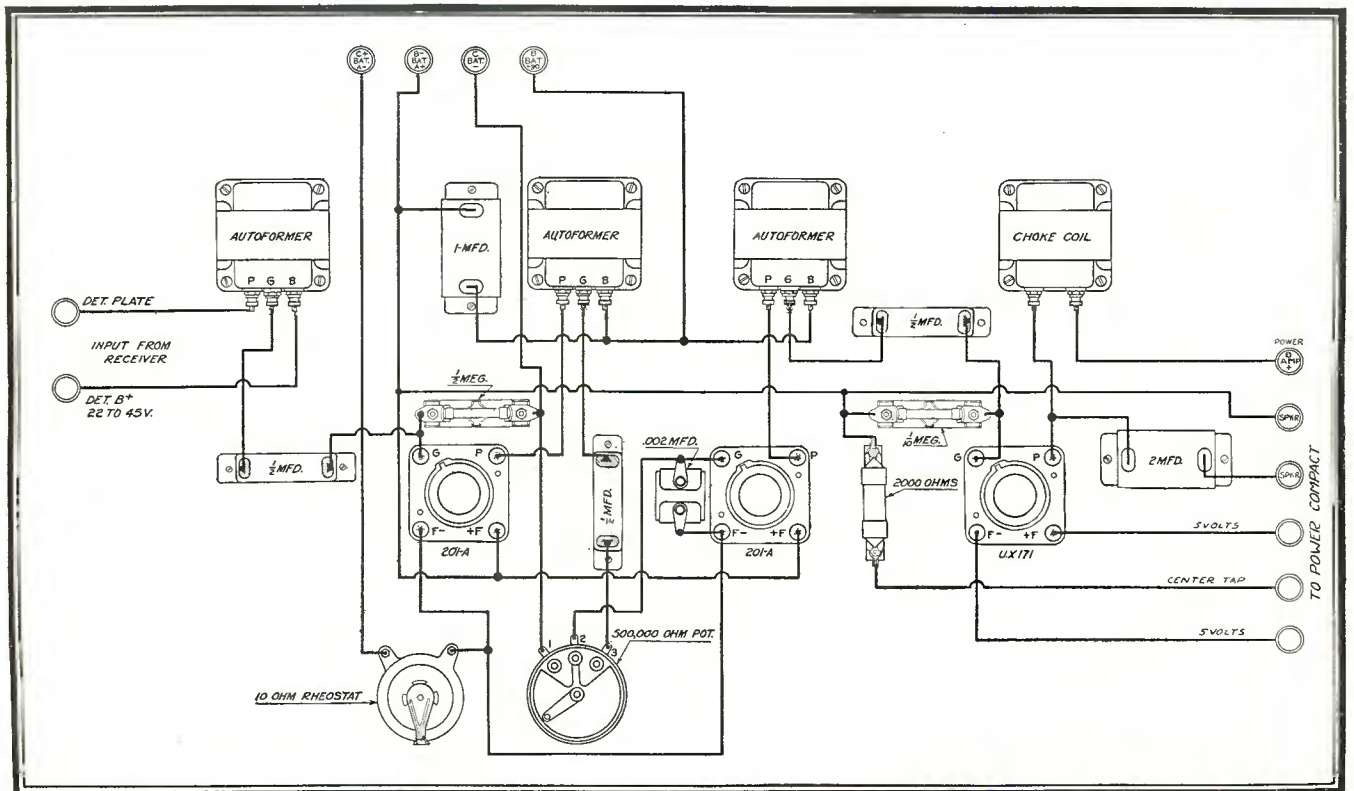 C+
BAT.
A-
B-
BAT.
A+
C
BAT.
-
B
BAT
+90
AUTOFORMER
P G B
1-MFD.
AUTOFORMER
P G B
AUTOFORMER
P G B
CHOKE COIL
DET. PLATE
INPUT FROM
RECEIVER
DET. B+
22 TO 45V.
½ MFD.
POWER
B
AMP
+
½ MEG.
SPKR
1/10 MEG.
½ MFD.
G P
F- +F
201-A
¼ MFD.
.002 MFD.
G P
F- +F
201-A
2000 OHMS
G P
F- +F
UX171
2 MFD.
SPKR
5 VOLTS
CENTER TAP
5 VOLTS
TO POWER COMPACT
1 2 3
500,000 OHM POT.
10 OHM RHEOSTAT